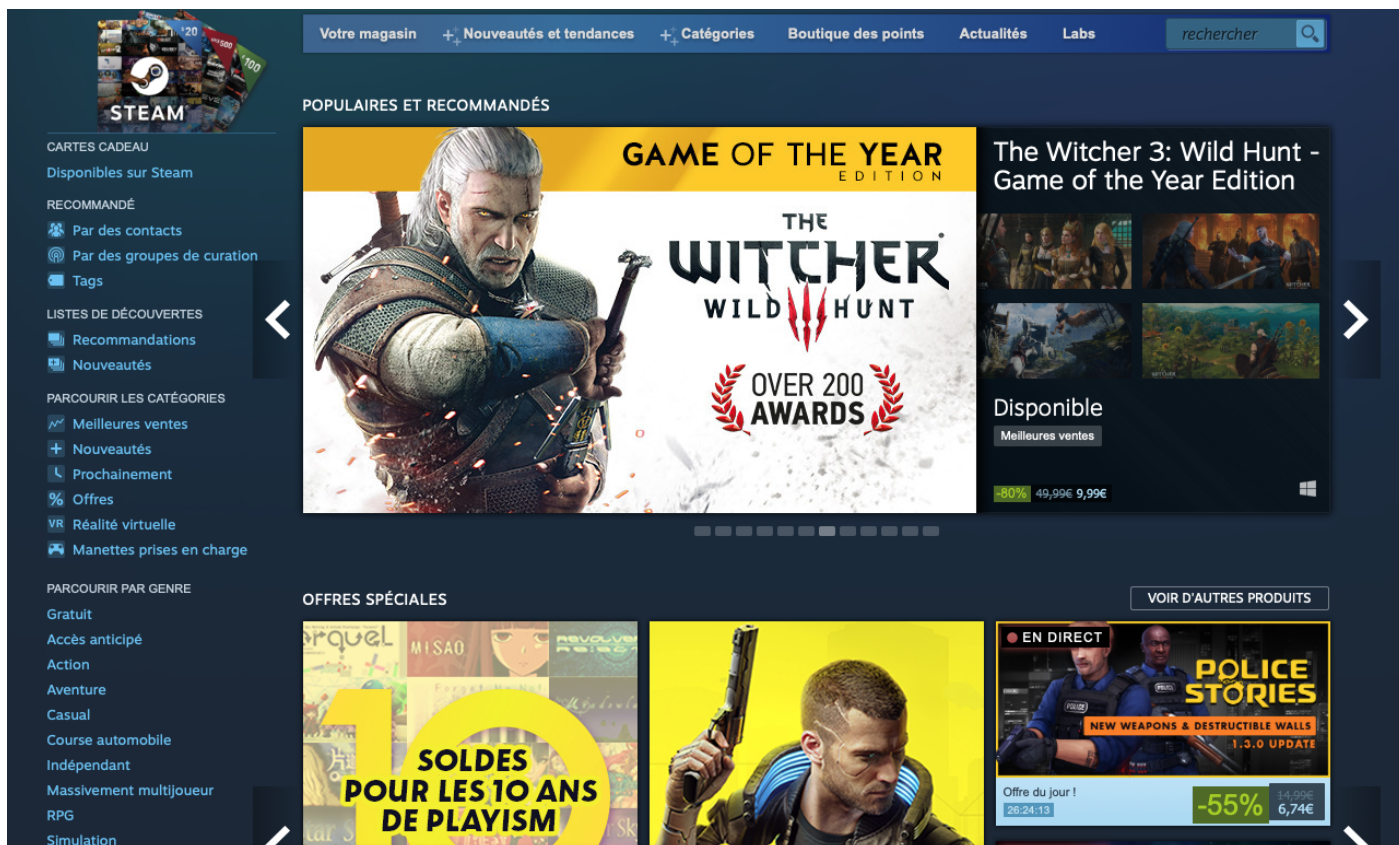 $20
€500
€100
STEAM
CARTES CADEAU
Disponibles sur Steam
RECOMMANDÉ
Par des contacts
Par des groupes de curation
Tags
LISTES DE DÉCOUVERTES
Recommandations
Nouveautés
PARCOURIR LES CATÉGORIES
Meilleures ventes
Nouveautés
Prochainement
Offres
VR Réalité virtuelle
Manettes prises en charge
PARCOURIR PAR GENRE
Gratuit
Accès anticipé
Action
Aventure
Casual
Course automobile
Indépendant
Massivement multijoueur
RPG
Simulation
Votre magasin Nouveautés et tendances Catégories Boutique des points Actualités Labs rechercher
POPULAIRES ET RECOMMANDÉS
GAME OF THE YEAR
EDITION
THE
WITCHER
WILD HUNT
OVER 200
AWARDS
The Witcher 3: Wild Hunt -
Game of the Year Edition
Disponible
Meilleures ventes
-80% 49,99€ 9,99€
OFFRES SPÉCIALES
VOIR D'AUTRES PRODUITS
MISAO
SOLDES
POUR LES 10 ANS
DE PLAYISM
EN DIRECT
POLICE
STORIES
POLICE
NEW WEAPONS & DESTRUCTIBLE WALLS
1.3.0 UPDATE
Offre du jour !
26:24:13
-55%
14,99€
6,74€